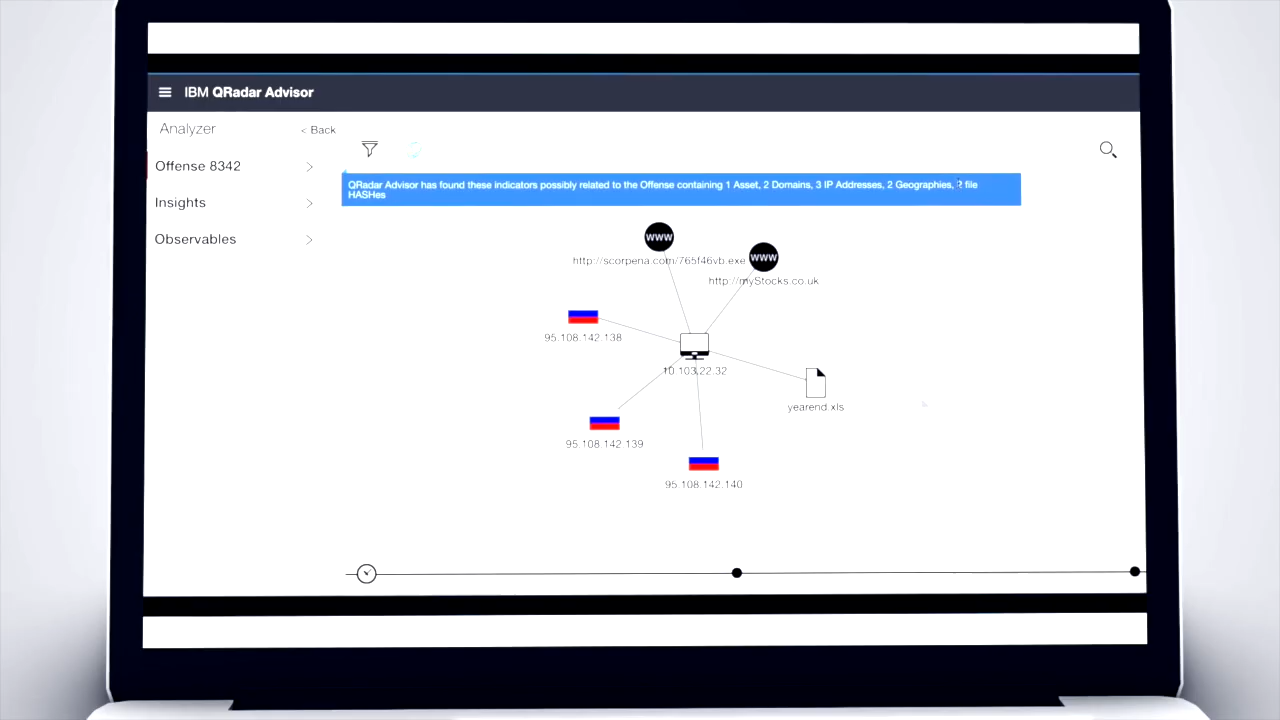 IBM QRadar Advisor
Analyzer
< Back
Offense 8342
Insights
Observables
QRadar Advisor has found these indicators possibly related to the Offense containing 1 Asset, 2 Domains, 3 IP Addresses, 2 Geographies, file
HASHes
www
http://scorpena.com/765f46vb.exe
www
http://myStocks.co.uk
95.108.142.138
10 103.22.32
yearend.xls
95.108.142.139
95.108.142.140